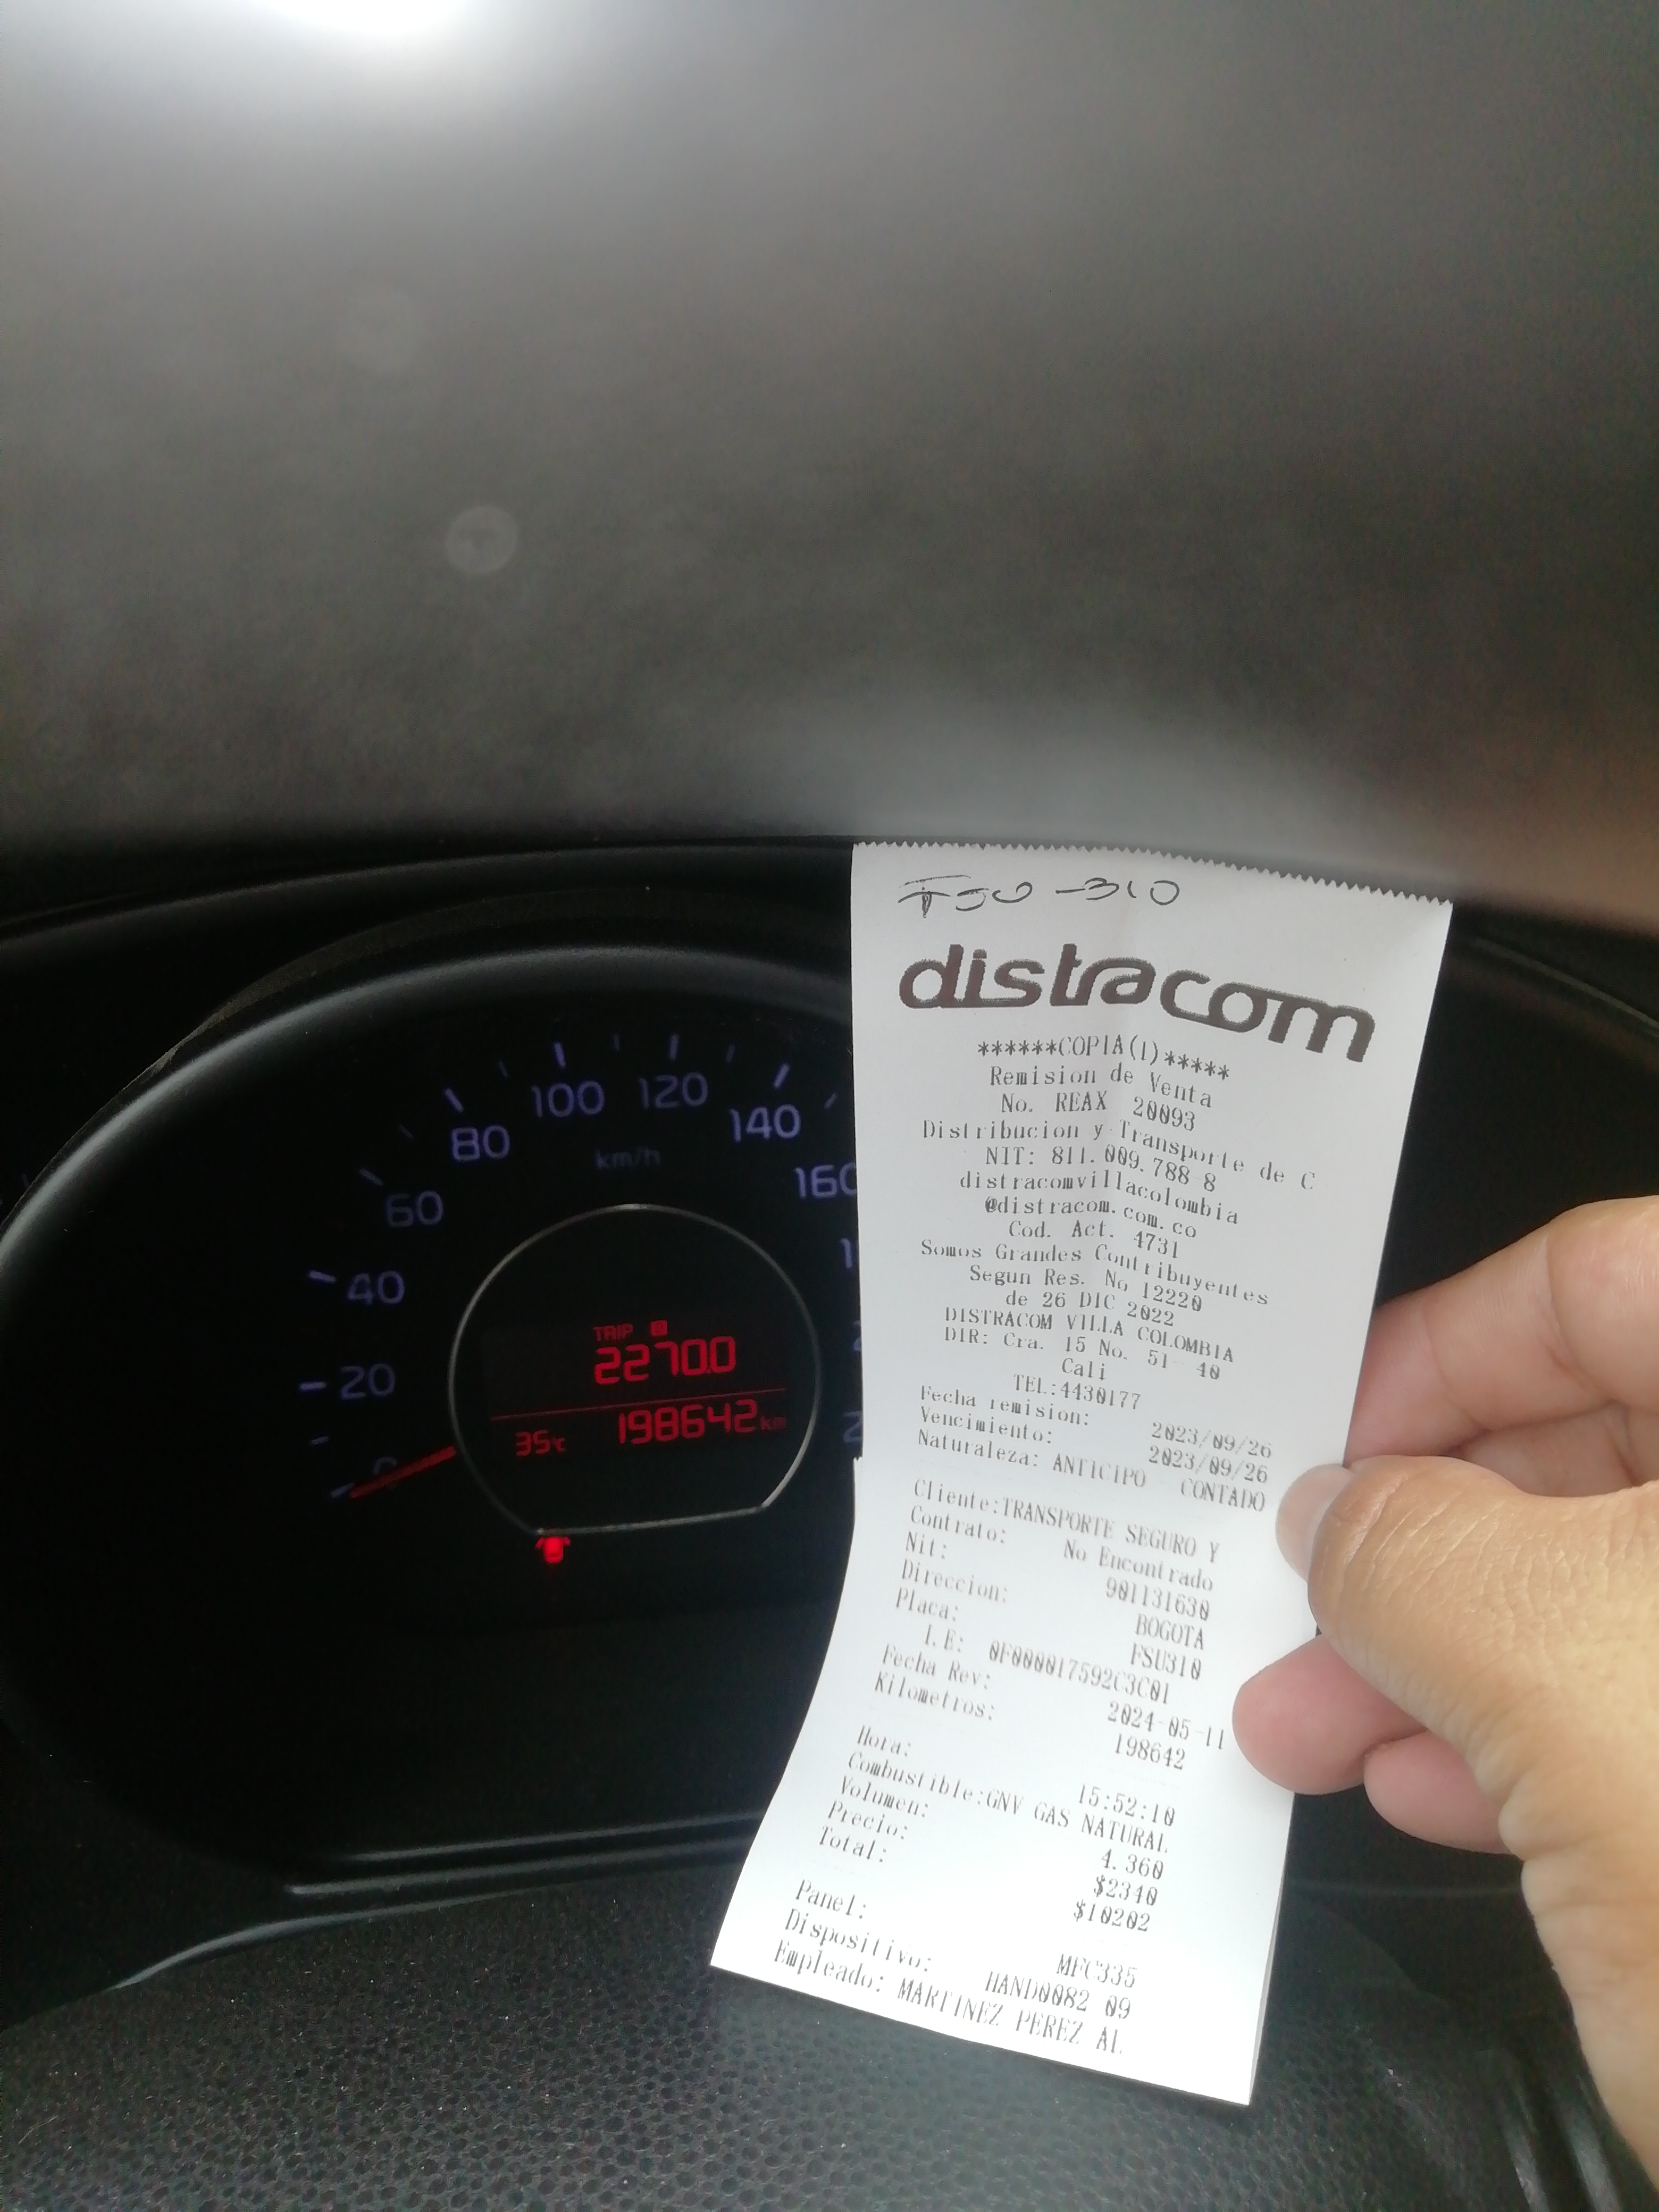 80
100
120
140
km/h
60
160
40
20
0
TRIP B
2270.0
35°C 198642 km
FSU-310
distracom
******COPIA(1)*****
Remision de Venta
No. REAX 20093
Distribucion y Transporte de C
NIT: 811.009.788-8
distracomvillacolombia
@distracom.com.co
Cod. Act. 4731
Somos Grandes Contribuyentes
Segun Res. No 12220
de 26 DIC 2022
DISTRACOM VILLA COLOMBIA
DIR: Cra. 15 No. 51- 40
Cali
TEL:4430177
Fecha remision: 2023/09/26
Vencimiento: 2023/09/26
Naturaleza: ANTICIPO - CONTADO
Cliente:TRANSPORTE SEGURO Y
Contrato: No Encontrado
Nit: 901131630
Direccion: BOGOTA
Placa: FSU310
I.E: 0F000017592C3C01
Fecha Rev: 2024-05-11
Kilometros: 198642
Hora: 15:52:10
Combustible:GNV GAS NATURAL
Volumen: 4.360
Precio: $2340
Total: $10202
Panel: MFC335
Dispositivo: HAND0082 09
Empleado: MARTINEZ PEREZ AL